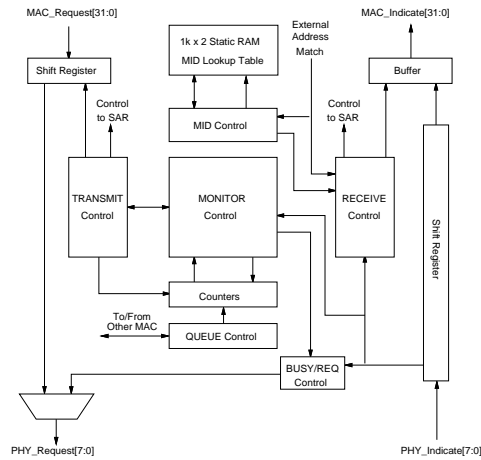 MAC_Request[31:0]
MAC_Indicate[31:0]
External
Address
Match
1k x 2 Static RAM
MID Lookup Table
Shift Register
Buffer
Control
to SAR
MID Control
Control
to SAR
TRANSMIT
Control
MONITOR
Control
RECEIVE
Control
Shift Register
Counters
To/From
Other MAC
QUEUE Control
BUSY/REQ
Control
PHY_Request[7:0]
PHY_Indicate[7:0]